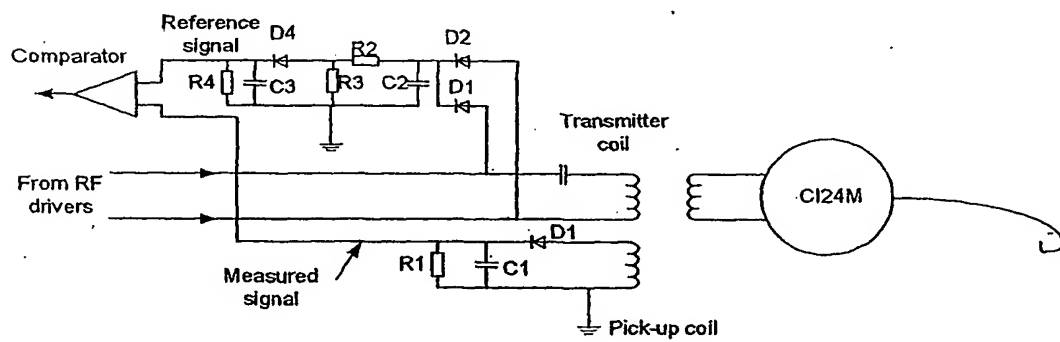 Reference
signal
D4
R2
D2
Comparator
R4
C3
R3
C2
D1
Transmitter
coil
From RF
drivers
CI24M
D1
R1
C1
Measured
signal
Pick-up coil